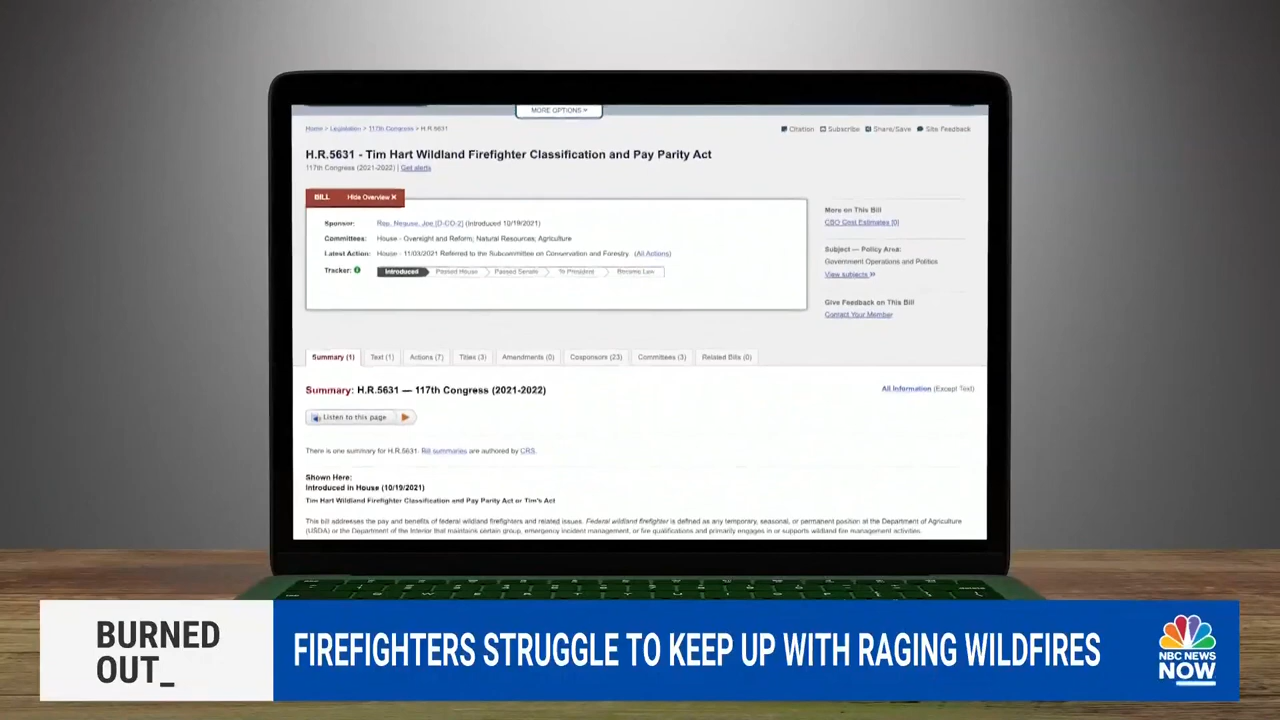 MORE OPTIONS
Home > Legislation > 117th Congress > H.R.5631
Citation Subscribe Share/Save Site Feedback
H.R.5631 - Tim Hart Wildland Firefighter Classification and Pay Parity Act
117th Congress (2021-2022) | Get alerts
BILL Hide Overview X
Sponsor: Rep. Neguse, Joe [D-CO-2] (Introduced 10/19/2021)
Committees: House - Oversight and Reform; Natural Resources; Agriculture
Latest Action: House - 11/03/2021 Referred to the Subcommittee on Conservation and Forestry. (All Actions)
Tracker: Introduced Passed House Passed Senate To President Became Law
More on This Bill
CBO Cost Estimates [0]
Subject — Policy Area:
Government Operations and Politics
View subjects »
Give Feedback on This Bill
Contact Your Member
Summary (1) Text (1) Actions (7) Titles (3) Amendments (0) Cosponsors (23) Committees (3) Related Bills (0)
Summary: H.R.5631 — 117th Congress (2021-2022)
All Information (Except Text)
Listen to this page
There is one summary for H.R.5631. Bill summaries are authored by CRS.
Shown Here:
Introduced in House (10/19/2021)
Tim Hart Wildland Firefighter Classification and Pay Parity Act or Tim's Act
This bill addresses the pay and benefits of federal wildland firefighters and related issues. Federal wildland firefighter is defined as any temporary, seasonal, or permanent position at the Department of Agriculture
(USDA) or the Department of the Interior that maintains certain group, emergency incident management, or fire qualifications and primarily engages in or supports wildland fire management activities.
BURNED
OUT_
FIREFIGHTERS STRUGGLE TO KEEP UP WITH RAGING WILDFIRES
NBC NEWS
NOW